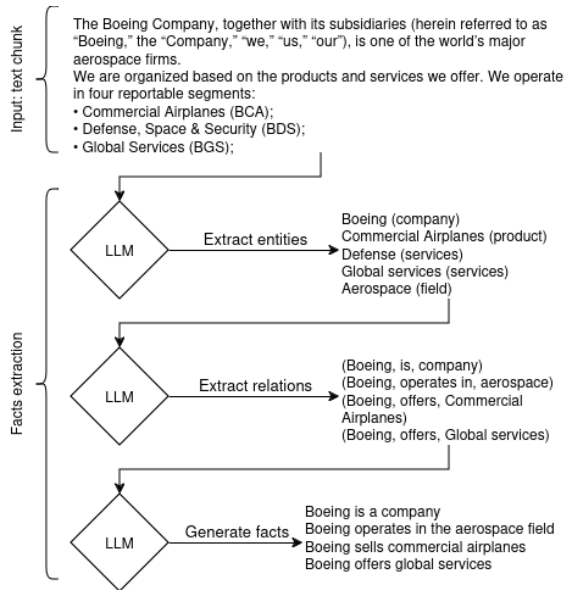 Input: text chunk
The Boeing Company, together with its subsidiaries (herein referred to as
“Boeing,” the “Company,” “we,” “us,” “our”), is one of the world’s major
aerospace firms.
We are organized based on the products and services we offer. We operate
in four reportable segments:
• Commercial Airplanes (BCA);
• Defense, Space & Security (BDS);
• Global Services (BGS);
Facts extraction
LLM
Extract entities
Boeing (company)
Commercial Airplanes (product)
Defense (services)
Global services (services)
Aerospace (field)
LLM
Extract relations
(Boeing, is, company)
(Boeing, operates in, aerospace)
(Boeing, offers, Commercial
Airplanes)
(Boeing, offers, Global services)
LLM
Generate facts
Boeing is a company
Boeing operates in the aerospace field
Boeing sells commercial airplanes
Boeing offers global services